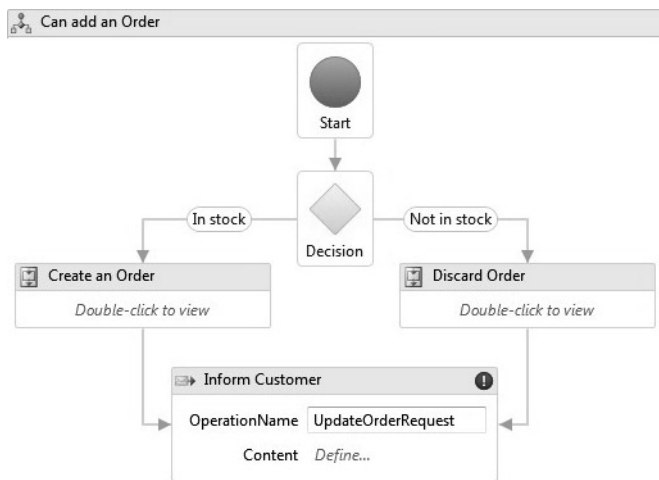 Can add an Order
Start
In stock
Not in stock
Decision
Create an Order
Double-click to view
Discard Order
Double-click to view
Inform Customer
OperationName UpdateOrderRequest
Content Define...